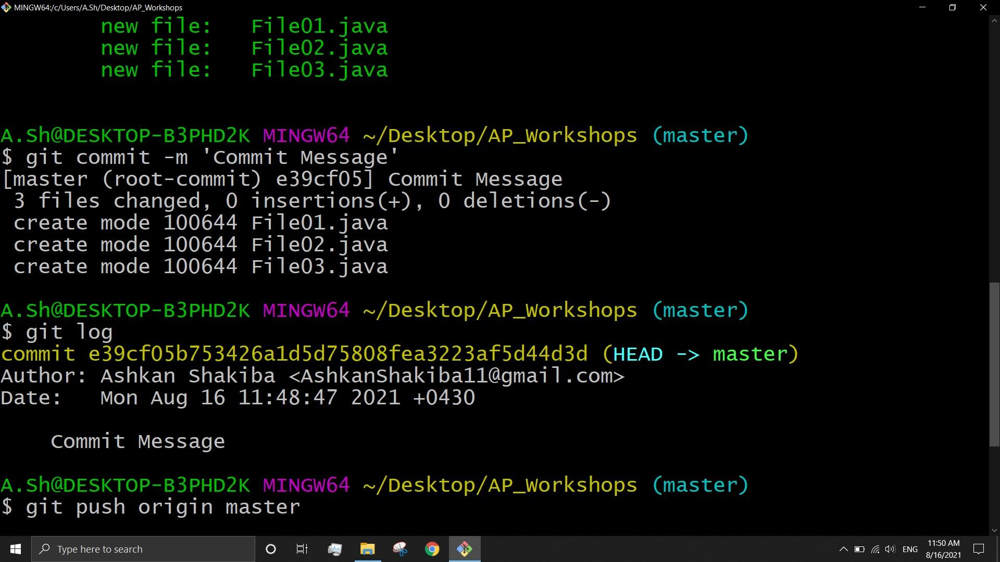 MINGW64:/c/Users/A.Sh/Desktop/AP_Workshops
new file:   File01.java
new file:   File02.java
new file:   File03.java
A.Sh@DESKTOP-B3PHD2K MINGW64 ~/Desktop/AP_Workshops (master)
$ git commit -m 'Commit Message'
[master (root-commit) e39cf05] Commit Message
 3 files changed, 0 insertions(+), 0 deletions(-)
 create mode 100644 File01.java
 create mode 100644 File02.java
 create mode 100644 File03.java
A.Sh@DESKTOP-B3PHD2K MINGW64 ~/Desktop/AP_Workshops (master)
$ git log
commit e39cf05b753426a1d5d75808fea3223af5d44d3d (HEAD -> master)
Author: Ashkan Shakiba <AshkanShakiba11@gmail.com>
Date:   Mon Aug 16 11:48:47 2021 +0430
    Commit Message
A.Sh@DESKTOP-B3PHD2K MINGW64 ~/Desktop/AP_Workshops (master)
$ git push origin master
Type here to search
ENG
11:50 AM
8/16/2021